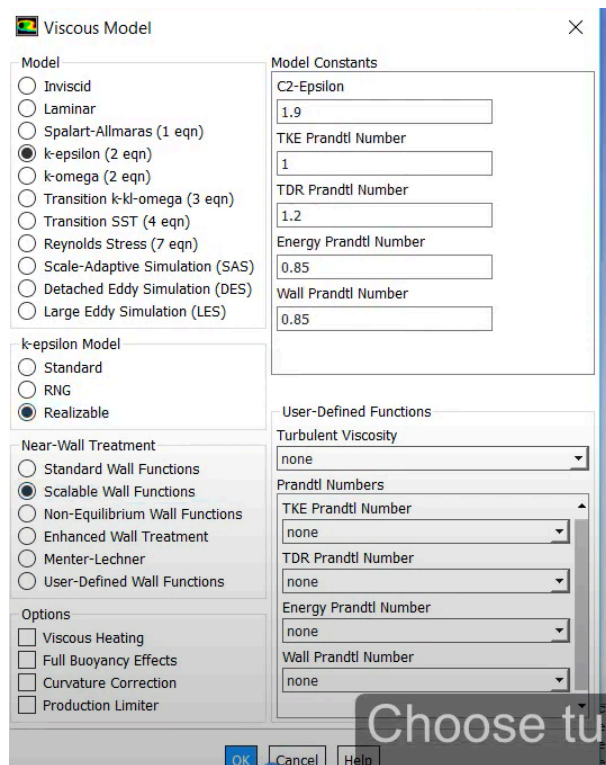 Viscous Model
Model
Inviscid
Laminar
Spalart-Allmaras (1 eqn)
k-epsilon (2 eqn)
k-omega (2 eqn)
Transition k-kl-omega (3 eqn)
Transition SST (4 eqn)
Reynolds Stress (7 eqn)
Scale-Adaptive Simulation (SAS)
Detached Eddy Simulation (DES)
Large Eddy Simulation (LES)
k-epsilon Model
Standard
RNG
Realizable
Near-Wall Treatment
Standard Wall Functions
Scalable Wall Functions
Non-Equilibrium Wall Functions
Enhanced Wall Treatment
Menter-Lechner
User-Defined Wall Functions
Options
Viscous Heating
Full Buoyancy Effects
Curvature Correction
Production Limiter
Model Constants
C2-Epsilon
1.9
TKE Prandtl Number
1
TDR Prandtl Number
1.2
Energy Prandtl Number
0.85
Wall Prandtl Number
0.85
User-Defined Functions
Turbulent Viscosity
none
Prandtl Numbers
TKE Prandtl Number
none
TDR Prandtl Number
none
Energy Prandtl Number
none
Wall Prandtl Number
none
Choose tu
OK Cancel Help